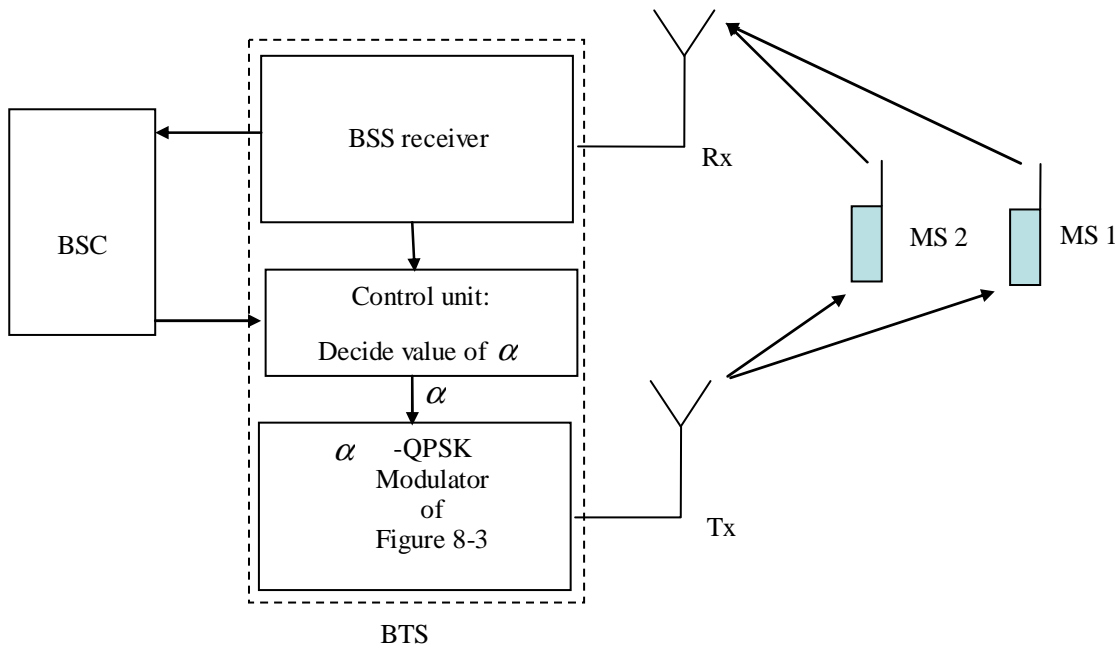 BSS receiver
Rx
BSC
MS 2
MS 1
Control unit:
Decide value of α
α
α -QPSK
Modulator
of
Figure 8-3
Tx
BTS